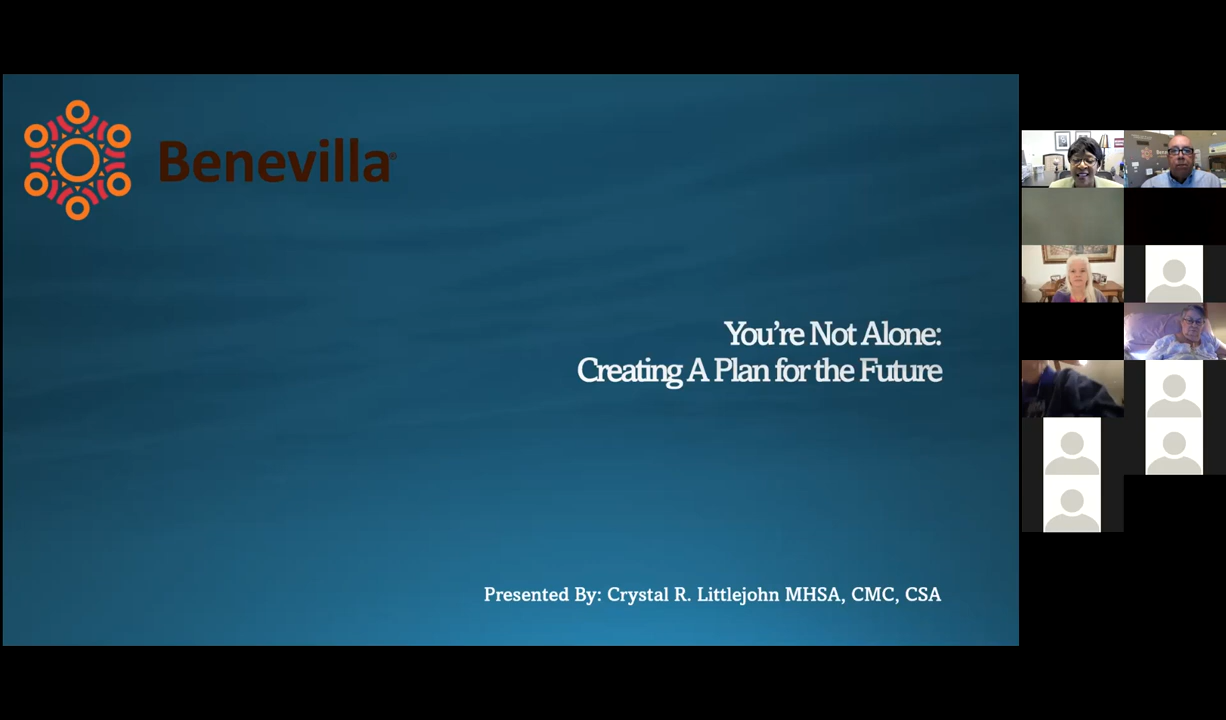 Benevilla®
You're Not Alone:
Creating A Plan for the Future
Presented By: Crystal R. Littlejohn MHSA, CMC, CSA